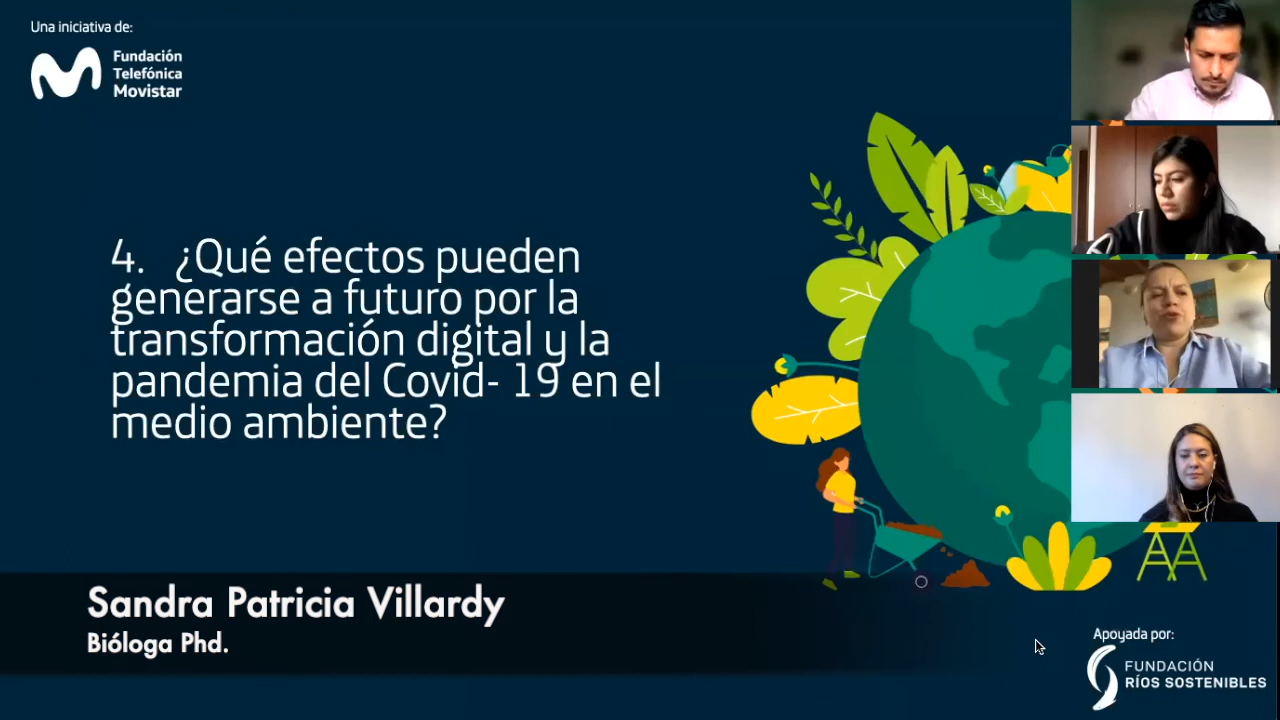 Una iniciativa de:
Fundación
Telefónica
Movistar
4. ¿Qué efectos pueden
generarse a futuro por la
transformación digital y la
pandemia del Covid- 19 en el
medio ambiente?
Sandra Patricia Villardy
Bióloga Phd.
Apoyada por:
FUNDACIÓN
RÍOS SOSTENIBLES